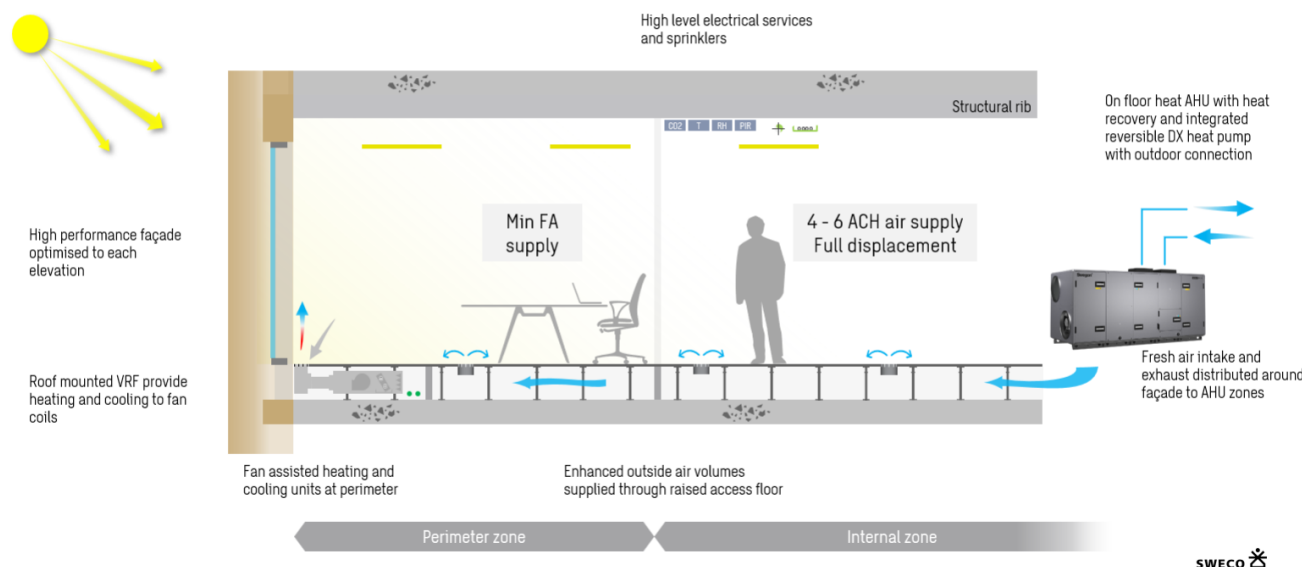 High level electrical services
and sprinklers
Structural rib
CO2 T RH PIR
On floor heat AHU with heat
recovery and integrated
reversible DX heat pump
with outdoor connection
High performance façade
optimised to each
elevation
Min FA
supply
4 - 6 ACH air supply
Full displacement
Roof mounted VRF provide
heating and cooling to fan
coils
Fresh air intake and
exhaust distributed around
façade to AHU zones
Fan assisted heating and
cooling units at perimeter
Enhanced outside air volumes
supplied through raised access floor
Perimeter zone
Internal zone
SWECO